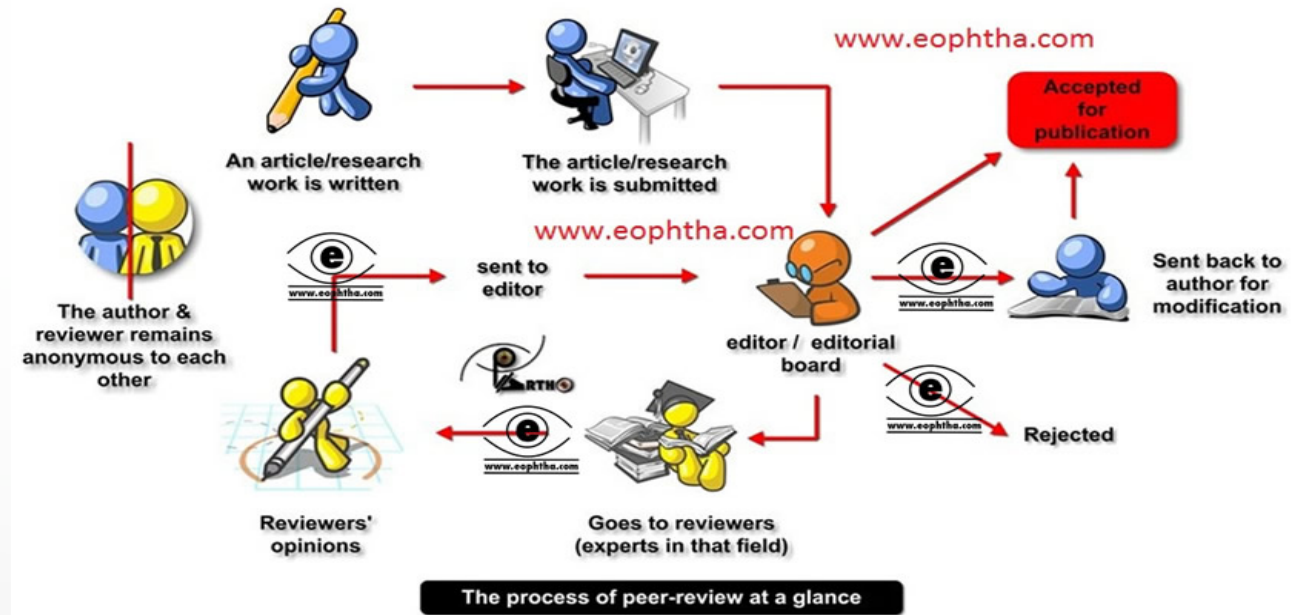 www.eophtha.com
Accepted
for
publication
An article/research
work is written
The article/research
work is submitted
www.eophtha.com
e
www.eophtha.com
sent to
editor
e
www.eophtha.com
Sent back to
author for
modification
The author &
reviewer remains
anonymous to each
other
editor / editorial
board
PARTHO
e
www.eophtha.com
e
www.eophtha.com
Rejected
Reviewers'
opinions
Goes to reviewers
(experts in that field)
The process of peer-review at a glance